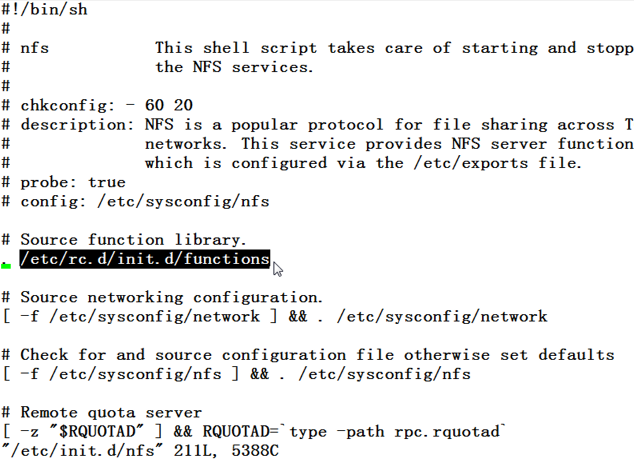 #!/bin/sh
#
# nfs           This shell script takes care of starting and stopp
#               the NFS services.
#
# chkconfig: - 60 20
# description: NFS is a popular protocol for file sharing across T
#              networks. This service provides NFS server function
#              which is configured via the /etc/exports file.
# probe: true
# config: /etc/sysconfig/nfs

# Source function library.
. /etc/rc.d/init.d/functions

# Source networking configuration.
[ -f /etc/sysconfig/network ] && . /etc/sysconfig/network

# Check for and source configuration file otherwise set defaults
[ -f /etc/sysconfig/nfs ] && . /etc/sysconfig/nfs

# Remote quota server
[ -z "$RQUOTAD" ] && RQUOTAD=`type -path rpc.rquotad`
"/etc/init.d/nfs" 211L, 5388C